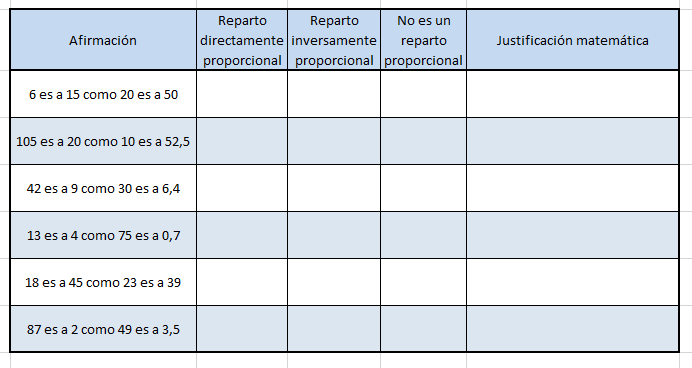 Afirmación
Reparto
directamente
proporcional
Reparto
inversamente
proporcional
No es un
reparto
proporcional
Justificación matemática
6 es a 15 como 20 es a 50
105 es a 20 como 10 es a 52,5
42 es a 9 como 30 es a 6,4
13 es a 4 como 75 es a 0,7
18 es a 45 como 23 es a 39
87 es a 2 como 49 es a 3,5